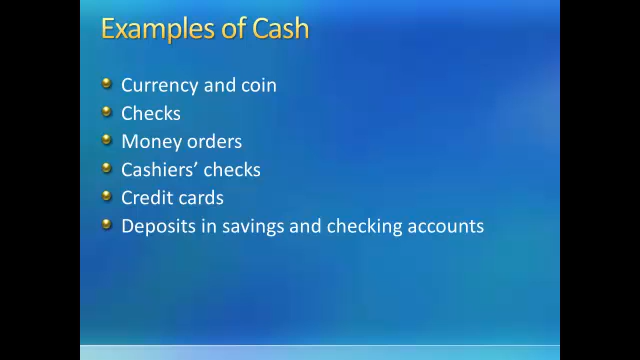 Examples of Cash
Currency and coin
Checks
Money orders
Cashiers’ checks
Credit cards
Deposits in savings and checking accounts